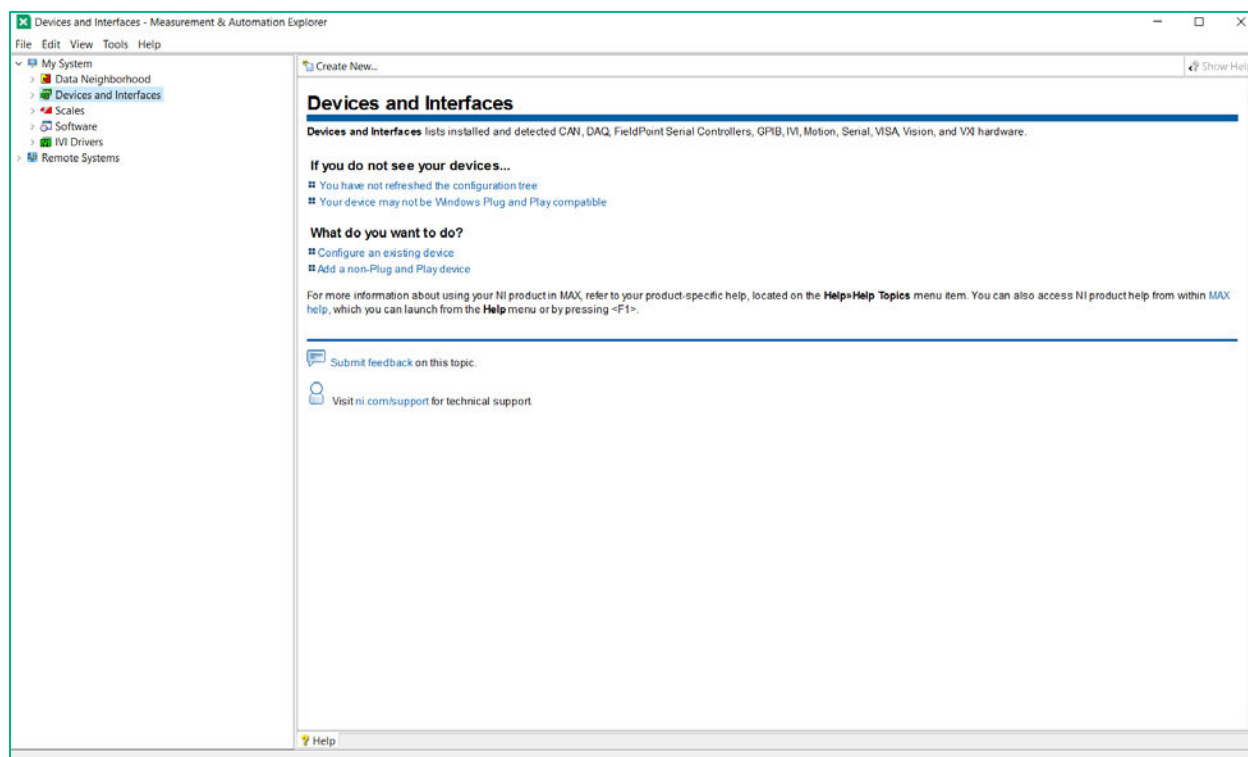 Devices and Interfaces - Measurement & Automation Explorer
File Edit View Tools Help
My System
Data Neighborhood
Devices and Interfaces
Scales
Software
IVI Drivers
Remote Systems
Create New...
Show Help
Devices and Interfaces
Devices and Interfaces lists installed and detected CAN, DAQ, FieldPoint Serial Controllers, GPIB, IVI, Motion, Serial, VISA, Vision, and VXI hardware.
If you do not see your devices...
You have not refreshed the configuration tree
Your device may not be Windows Plug and Play compatible
What do you want to do?
Configure an existing device
Add a non-Plug and Play device
For more information about using your NI product in MAX, refer to your product-specific help, located on the Help»Help Topics menu item. You can also access NI product help from within MAX
help, which you can launch from the Help menu or by pressing <F1>.
Submit feedback on this topic.
Visit ni.com/support for technical support.
Help